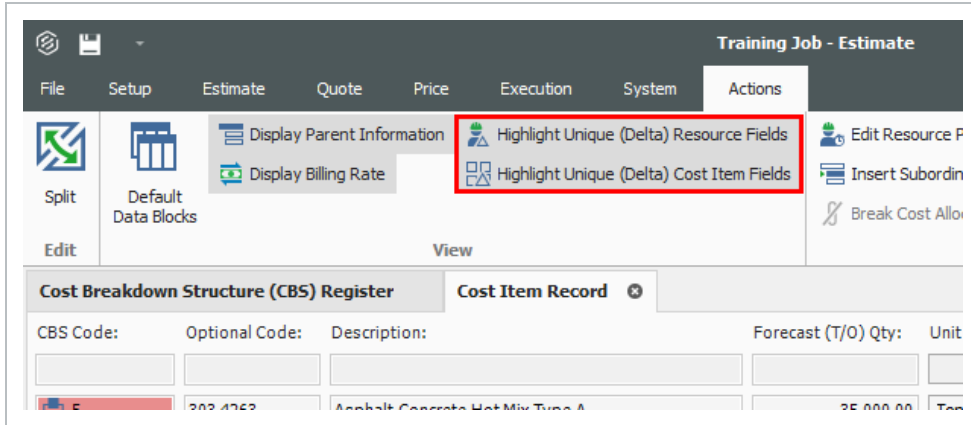 Training Job - Estimate
File Setup Estimate Quote Price Execution System Actions
Display Parent Information Highlight Unique (Delta) Resource Fields Edit Resource P
Display Billing Rate Highlight Unique (Delta) Cost Item Fields Insert Subordin
Split Default Data Blocks Break Cost Allo
Edit View
Cost Breakdown Structure (CBS) Register Cost Item Record
CBS Code: Optional Code: Description: Forecast (T/O) Qty: Unit
5 303.4263 Asphalt Concrete Hot Mix Type A 35,000.00 Ton